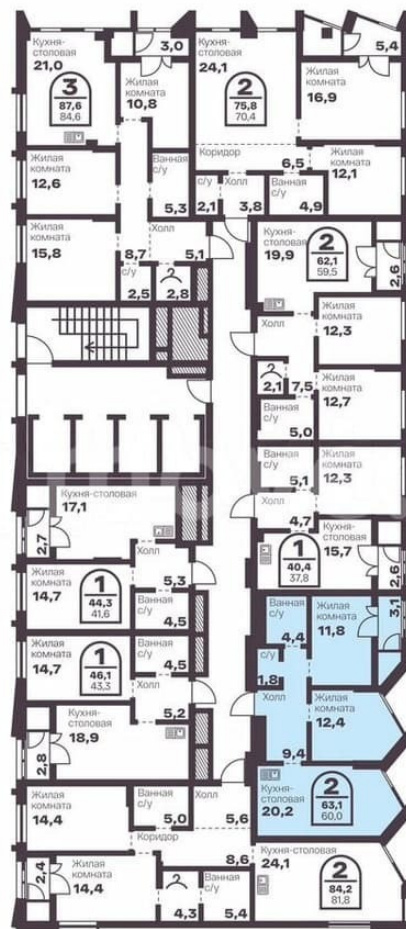 Кухня-
столовая
21,0
3
87,6
84,6
3,0
Жилая
комната
10,8
Кухня-
столовая
24,1
2
75,8
70,4
5,4
Жилая
комната
16,9
Жилая
комната
12,6
Ванная
с/у
5,3
Коридор
6,5
Жилая
комната
12,1
с/у
2,1
Холл
3,8
Ванная
с/у
4,9
Жилая
комната
15,8
8,7
Холл
5,1
с/у
2,5
2,8
Кухня-
столовая
19,9
2
62,1
59,5
2,6
Холл
Жилая
комната
12,3
2,1
7,5
Жилая
комната
12,7
Ванная
с/у
5,0
Ванная
с/у
5,1
Жилая
комната
12,3
Холл
4,7
Кухня-столовая
17,1
2,7
Холл
5,3
1
40,4
37,8
Кухня-
столовая
15,7
2,6
Жилая
комната
14,7
1
44,3
41,6
Ванная
с/у
4,5
Жилая
комната
14,7
1
46,1
43,3
Ванная
с/у
4,5
Холл
5,2
Ванная
с/у
4,4
Жилая
комната
11,8
3,1
с/у
1,8
Холл
9,4
Жилая
комната
12,4
Кухня-
столовая
18,9
2,8
Кухня-
столовая
20,2
2
63,1
60,0
Жилая
комната
14,4
Ванная
с/у
5,0
Холл
5,6
Коридор
8,6
2,4
Жилая
комната
14,4
4,3
Ванная
с/у
5,4
Кухня-
столовая
24,1
2
84,2
81,8